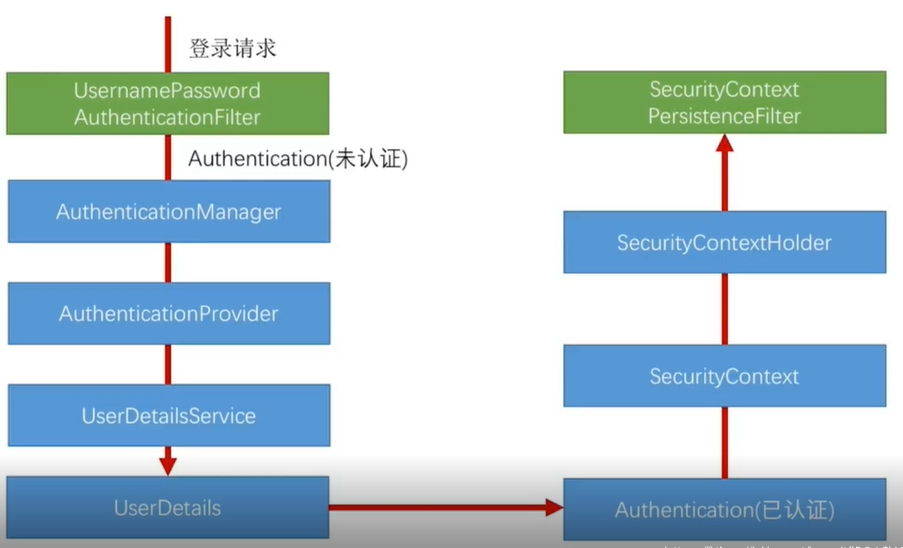 登录请求
UsernamePassword
AuthenticationFilter
Authentication(未认证)
AuthenticationManager
AuthenticationProvider
UserDetailsService
UserDetails
SecurityContext
PersistenceFilter
SecurityContextHolder
SecurityContext
Authentication(已认证)